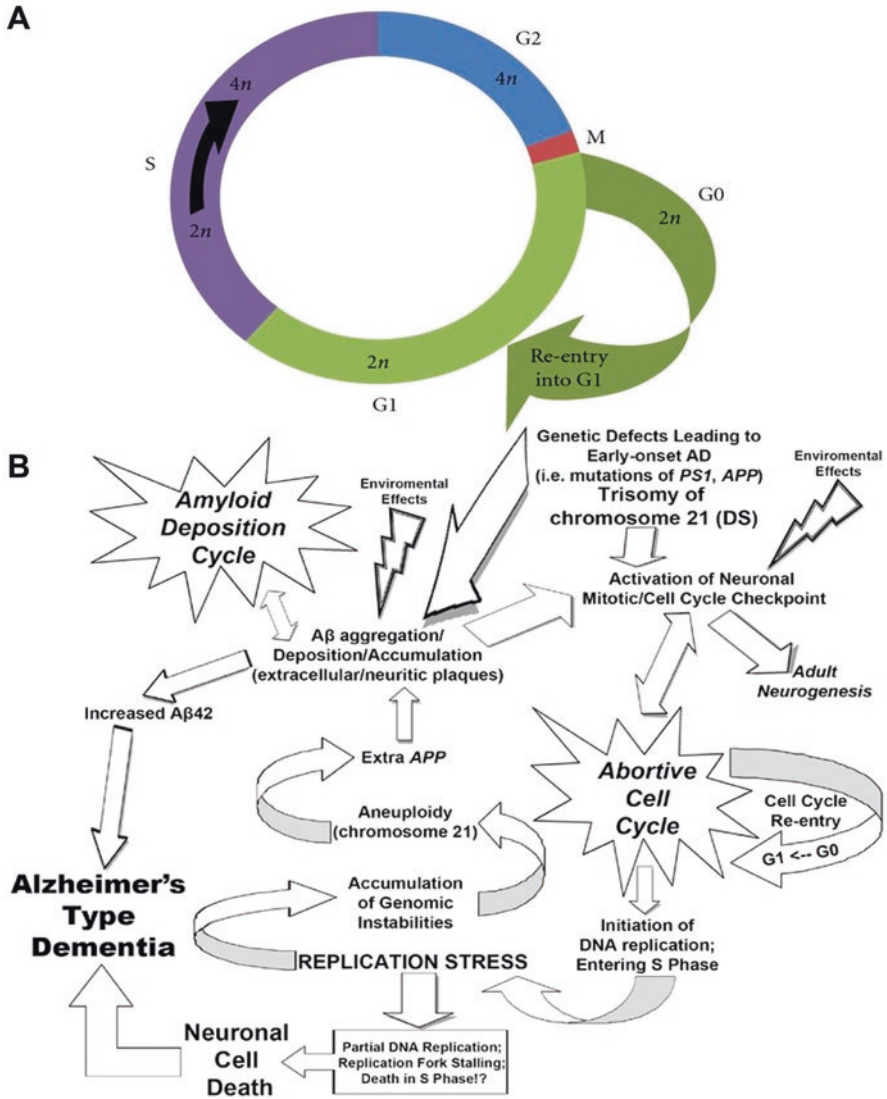 A
G2
4n
4n
M
S
G0
2n
2n
Re-entry
into G1
2n
G1
B
Amyloid
Deposition
Cycle
Enviromental
Effects
Genetic Defects Leading to
Early-onset AD
(i.e. mutations of PS1, APP)
Trisomy of
chromosome 21 (DS)
Enviromental
Effects
Activation of Neuronal
Mitotic/Cell Cycle Checkpoint
Aβ aggregation/
Deposition/Accumulation
(extracellular/neuritic plaques)
Adult
Neurogenesis
Increased Aβ42
Extra APP
Abortive
Cell
Cycle
Cell Cycle
Re-entry
G1 <-- G0
Aneuploidy
(chromosome 21)
Alzheimer's
Type
Dementia
Accumulation
of Genomic
Instabilities
Initiation of
DNA replication;
Entering S Phase
REPLICATION STRESS
Neuronal
Cell
Death
Partial DNA Replication;
Replication Fork Stalling;
Death in S Phase!?